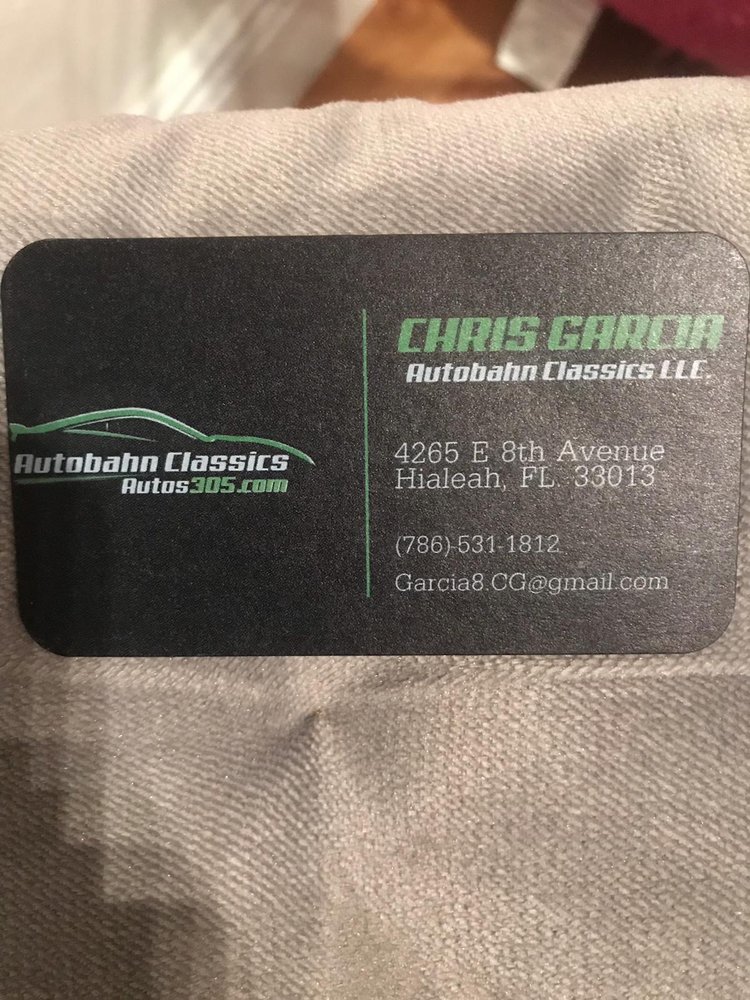 Autobahn Classics
Autos305.com
CHRIS GARCIA
Autobahn Classics LLC.
4265 E 8th Avenue
Hialeah, FL. 33013
(786)-531-1812
Garcia8.CG@gmail.com